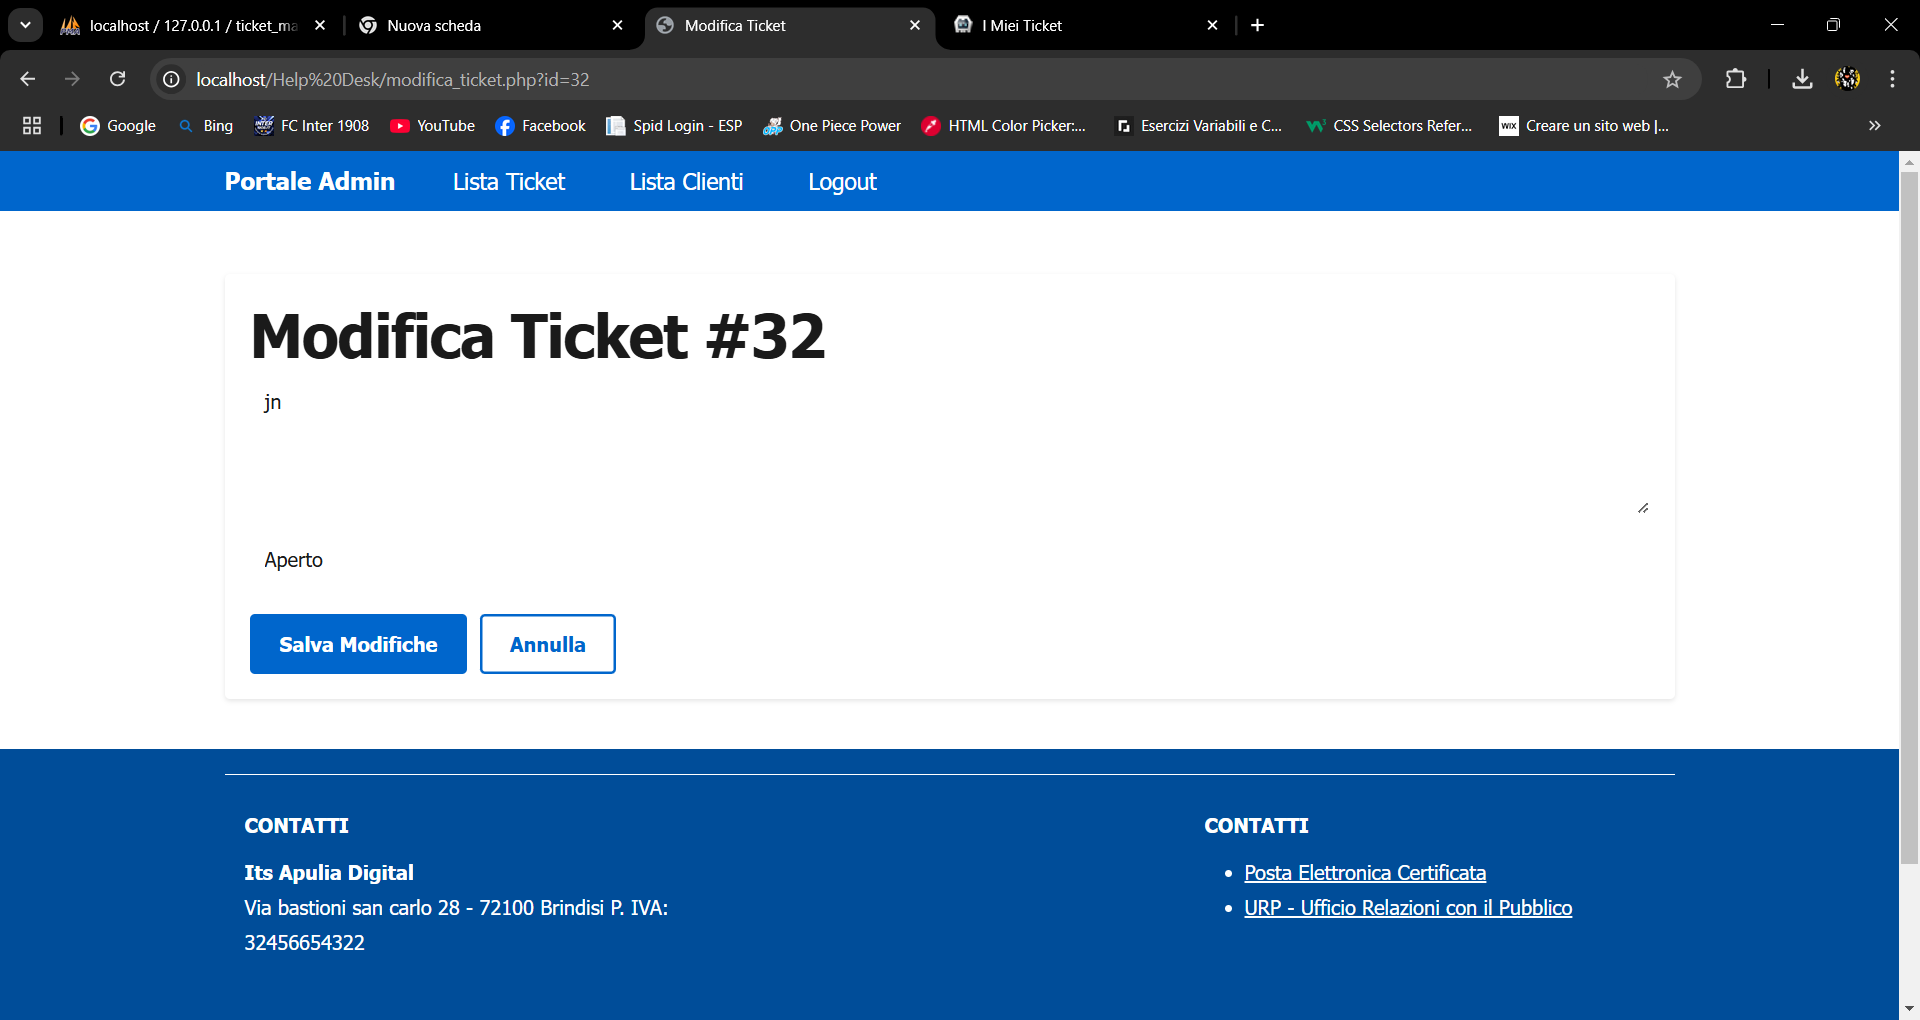 localhost / 127.0.0.1 / ticket_ma
Nuova scheda
Modifica Ticket
I Miei Ticket
localhost/Help%20Desk/modifica_ticket.php?id=32
Google
Bing
FC Inter 1908
YouTube
Facebook
Spid Login - ESP
One Piece Power
HTML Color Picker:...
Esercizi Variabili e C...
CSS Selectors Refer...
WIX
Creare un sito web |...
Portale Admin
Lista Ticket
Lista Clienti
Logout
Modifica Ticket #32
jn
Aperto
Salva Modifiche
Annulla
CONTATTI
Its Apulia Digital
Via bastioni san carlo 28 - 72100 Brindisi P. IVA:
32456654322
CONTATTI
Posta Elettronica Certificata
URP - Ufficio Relazioni con il Pubblico